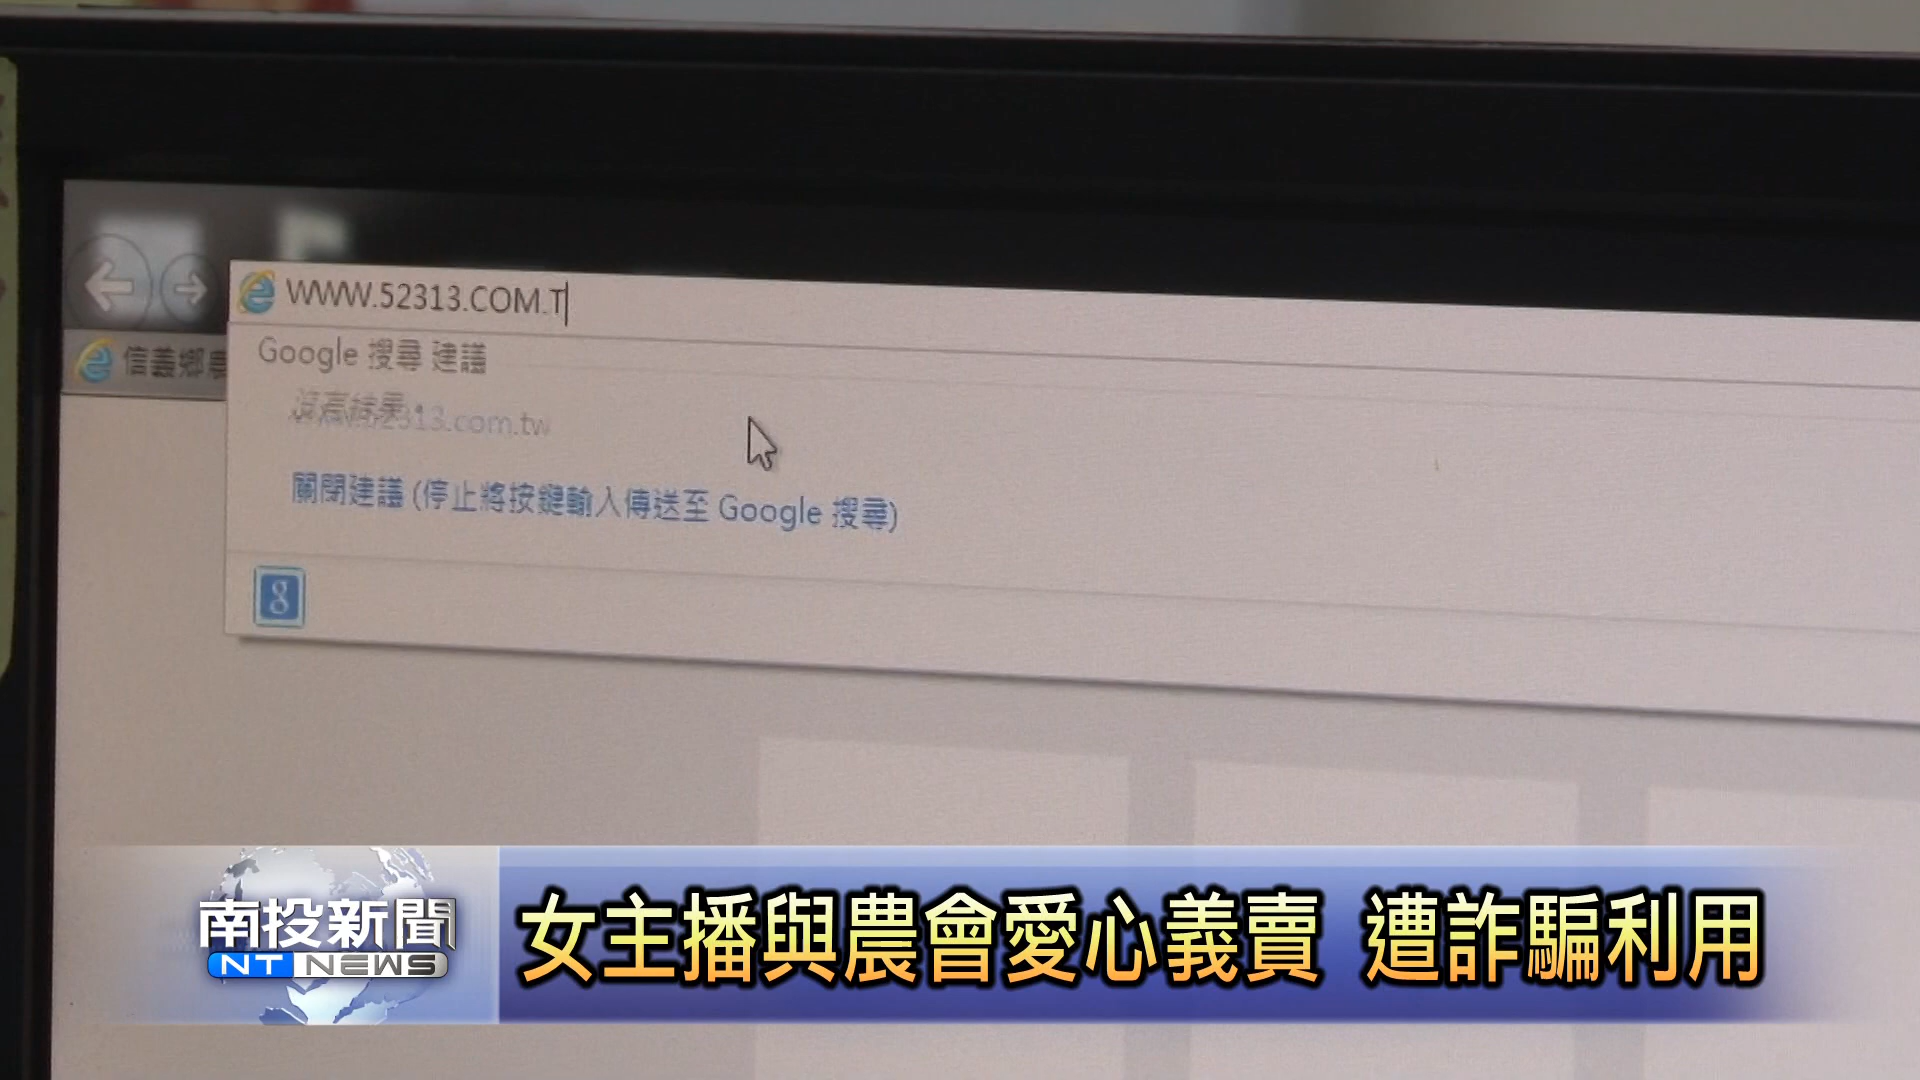 WWW.52313.COM.T
Google 搜尋 建議
關閉建議 (停止將按鍵輸入傳送至 Google 搜尋)
g
南投新聞
NT NEWS
女主播與農會愛心義賣 遭詐騙利用